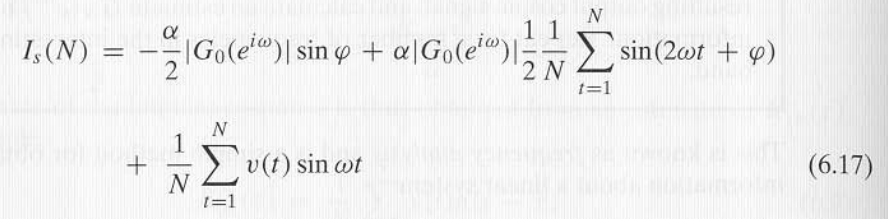 I_s(N) = -\frac{\alpha}{2}|G_0(e^{i\omega})| \sin \varphi + \alpha|G_0(e^{i\omega})|\frac{1}{2}\frac{1}{N}\sum_{t=1}^{N} \sin(2\omega t + \varphi)
+ \frac{1}{N}\sum_{t=1}^{N} v(t) \sin \omega t (6.17)